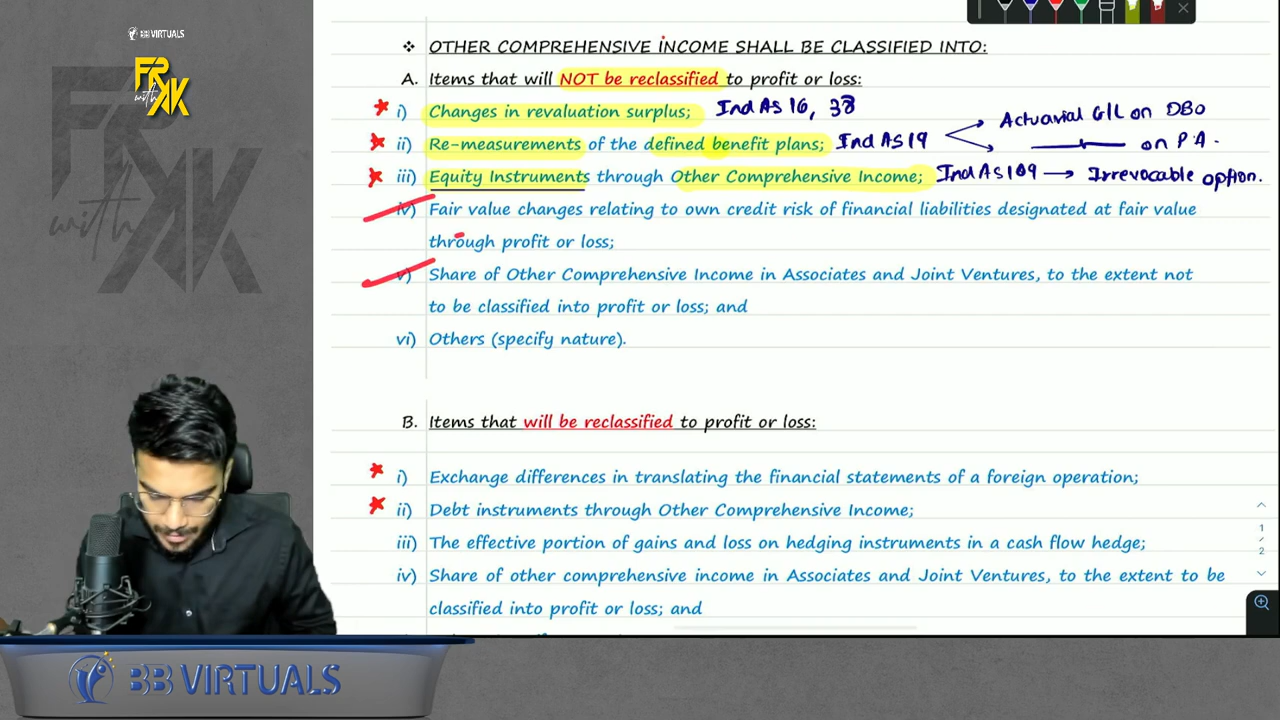 BB VIRTUALS
FR
with AK
FR
with AK
❖ OTHER COMPREHENSIVE INCOME SHALL BE CLASSIFIED INTO:
A. Items that will NOT be reclassified to profit or loss:
i) Changes in revaluation surplus; Ind AS 16, 38
ii) Re-measurements of the defined benefit plans; Ind AS 19
Actuarial G/L on DBO
on P.A.
iii) Equity Instruments through Other Comprehensive Income; Ind AS 109 → Irrevocable option.
iv) Fair value changes relating to own credit risk of financial liabilities designated at fair value
through profit or loss;
v) Share of Other Comprehensive Income in Associates and Joint Ventures, to the extent not
to be classified into profit or loss; and
vi) Others (specify nature).
B. Items that will be reclassified to profit or loss:
i) Exchange differences in translating the financial statements of a foreign operation;
ii) Debt instruments through Other Comprehensive Income;
iii) The effective portion of gains and loss on hedging instruments in a cash flow hedge;
iv) Share of other comprehensive income in Associates and Joint Ventures, to the extent to be
classified into profit or loss; and
1
/
2
BB VIRTUALS